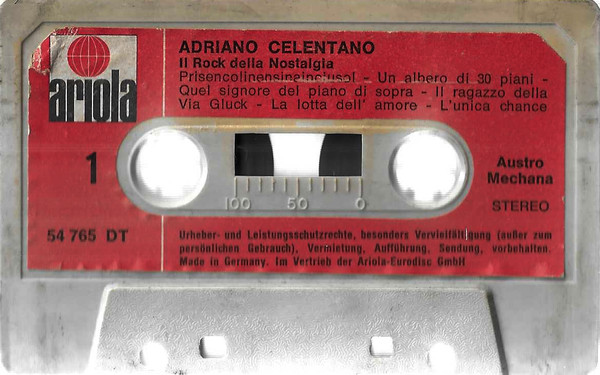 ADRIANO CELENTANO
Il Rock della Nostalgia
Prisencolinensinainciusol - Un albero di 30 piani -
Quel signore del piano di sopra - Il ragazzo della
Via Gluck - La lotta dell' amore - L'unica chance
ariola
1
Austro
Mechana
STEREO
100 50 0
54 765 DT
Urheber- und Leistungsschutzrechte, besonders Vervielfältigung (außer zum
persönlichen Gebrauch), Vermietung, Aufführung, Sendung, vorbehalten.
Made in Germany. Im Vertrieb der Ariola-Eurodisc GmbH